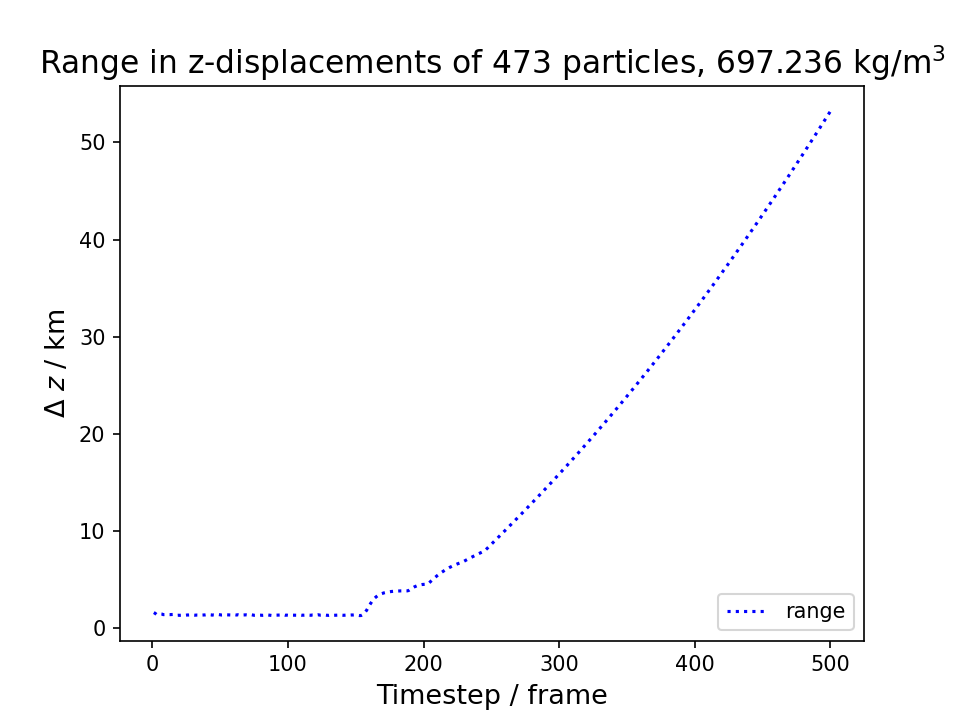 Range in z-displacements of 473 particles, 697.236 kg/m³
Δ z / km
50
40
30
20
10
0
0 100 200 300 400 500
Timestep / frame
range